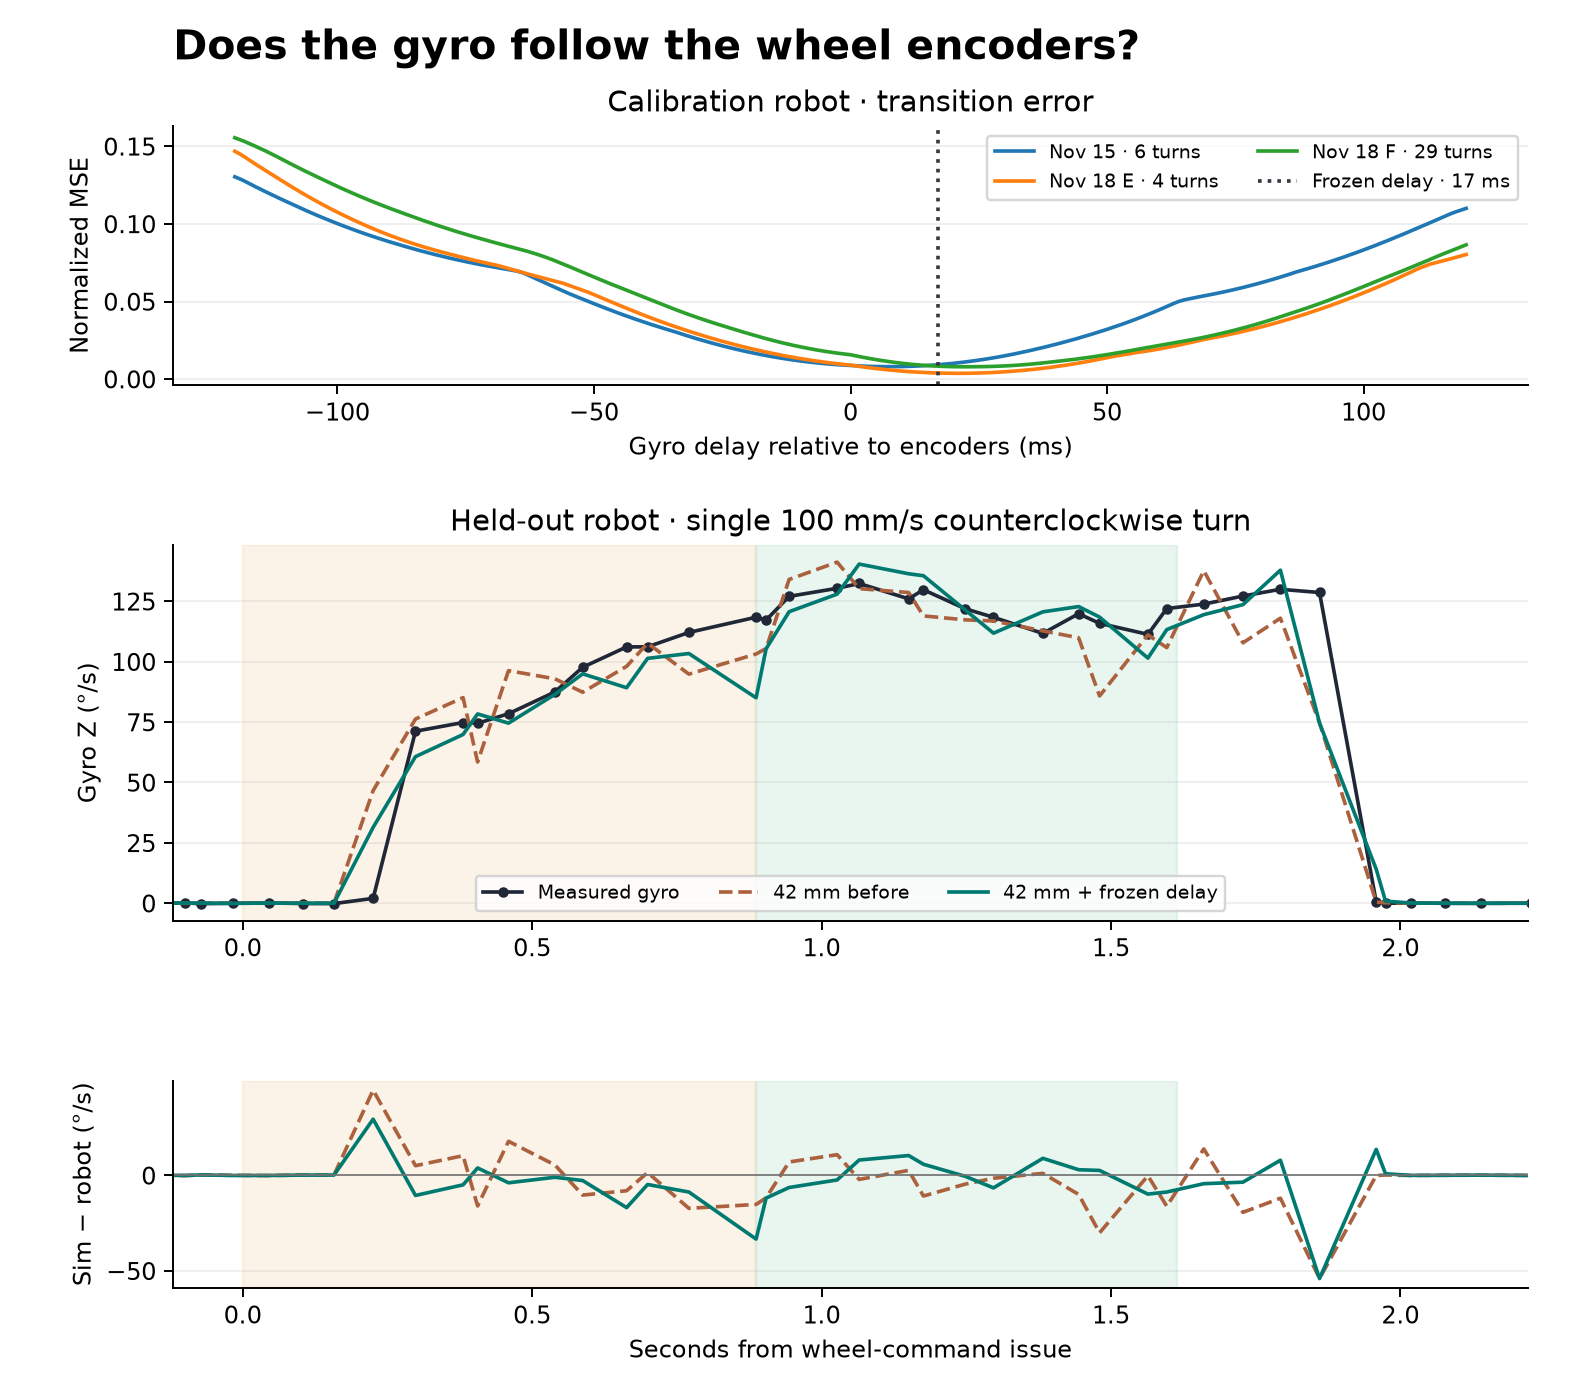 Does the gyro follow the wheel encoders?
Calibration robot · transition error
Normalized MSE
0.15
0.10
0.05
0.00
Nov 15 · 6 turns
Nov 18 E · 4 turns
Nov 18 F · 29 turns
Frozen delay · 17 ms
−100 −50 0 50 100
Gyro delay relative to encoders (ms)
Held-out robot · single 100 mm/s counterclockwise turn
Gyro Z (°/s)
125
100
75
50
25
0
Measured gyro 42 mm before 42 mm + frozen delay
0.0 0.5 1.0 1.5 2.0
Sim − robot (°/s)
0
−50
0.0 0.5 1.0 1.5 2.0
Seconds from wheel-command issue